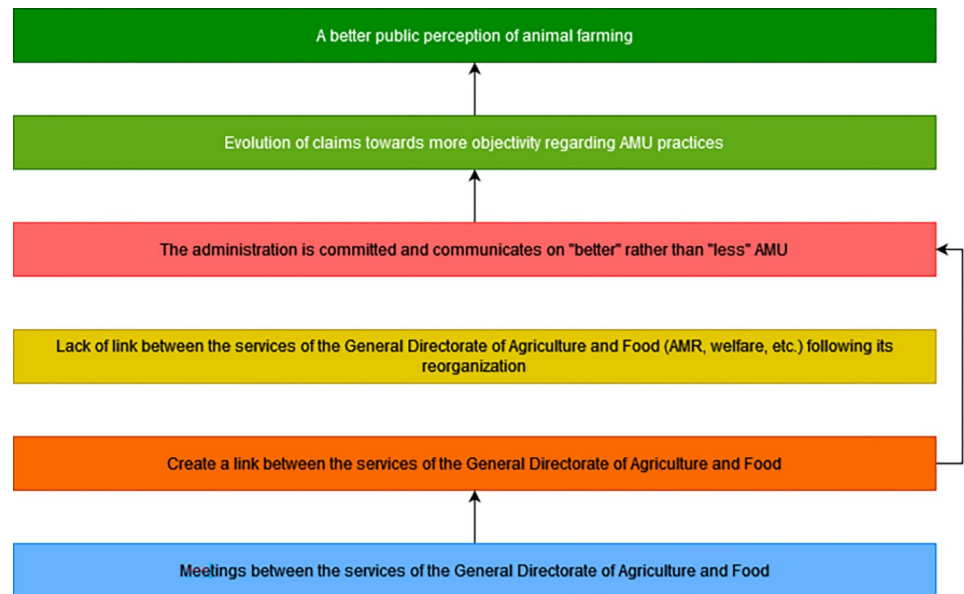 A better public perception of animal farming
Evolution of claims towards more objectivity regarding AMU practices
The administration is committed and communicates on "better" rather than "less" AMU
Lack of link between the services of the General Directorate of Agriculture and Food (AMR, welfare, etc.) following its
reorganization
Create a link between the services of the General Directorate of Agriculture and Food
Meetings between the services of the General Directorate of Agriculture and Food